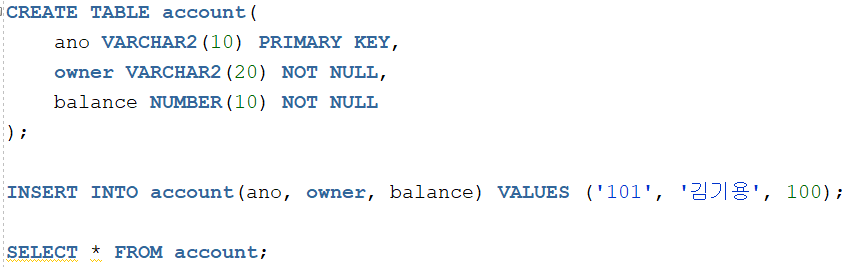 CREATE TABLE account(
    ano VARCHAR2(10) PRIMARY KEY,
    owner VARCHAR2(20) NOT NULL,
    balance NUMBER(10) NOT NULL
);
INSERT INTO account(ano, owner, balance) VALUES ('101', '김기용', 100);
SELECT * FROM account;